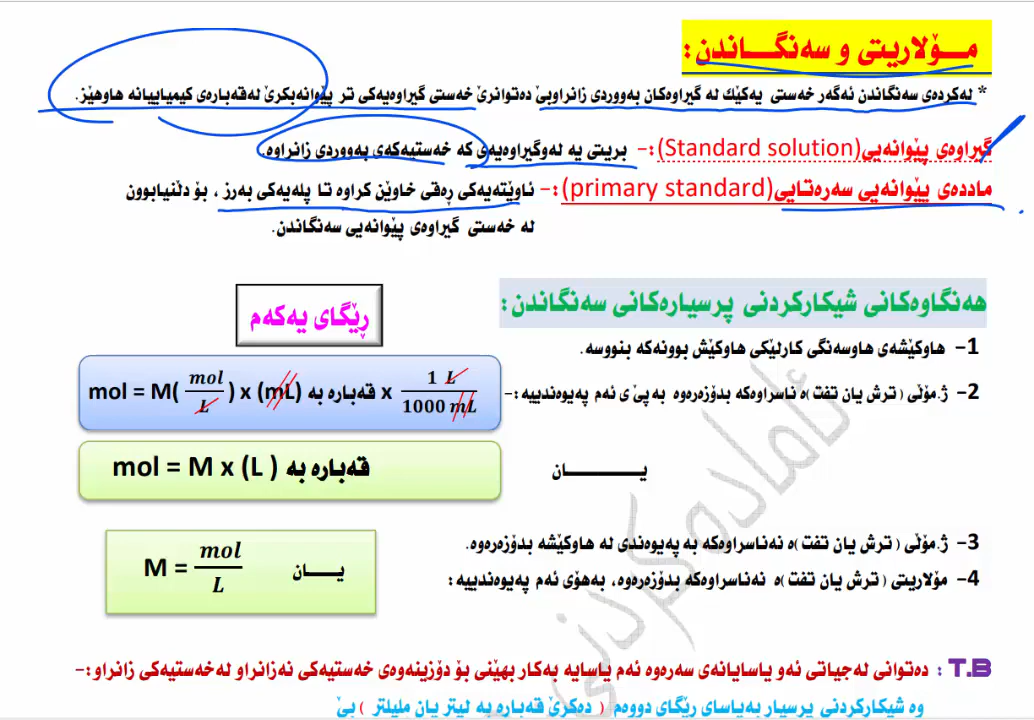 مـــۆلاریتی و سەنگـــاندن :
* لەکردەی سەنگاندن ئەگەر خەستی یەکێك لە گیراوەکان بەووردی زانراوبێ دەتوانرێ خەستی گیراوەیەکی تر پێوانەبکرێ لەقەبارەی کیمیاییانە هاوهێز.
گیراوەی پێوانەیی(Standard solution):- بریتی یە لەوگیراوەیەی کە خەستیەکەی بەووردی زانراوە.
ماددەی پێوانەیی سەرەتایی(primary standard):- ئاوێتەیەکی ڕەقی خاوێن کراوە تا پلەیەکی بەرز ، بۆ دڵنیابوون
لە خەستی گیراوەی پێوانەیی سەنگاندن.
هەنگاوەکانی شیکارکردنی پرسیارەکانی سەنگاندن :
ڕێگای یەکەم
1- هاوکێشەی هاوسەنگی کارلێکی هاوکێش بوونەکە بنووسە.
2- ژ.مۆڵی ( ترش یان تفت )ە ناسراوەکە بدۆزەرەوە بەپێ ی ئەم پەیوەندییە :-
mol = M( mol / L ) x (mL) قەبارە بە x 1 L / 1000 mL
یـــــــان
mol = M x (L ) قەبارە بە
3- ژ.مۆڵی ( ترش یان تفت )ە نەناسراوەکە بە پەیوەندی لە هاوکێشە بدۆزەرەوە.
4- مۆلاریتی ( ترش یان تفت )ە نەناسراوەکە بدۆزەرەوە، بەهۆی ئەم پەیوەندییە :
یـــــان M = mol / L
T.B : دەتوانی لەجیاتی ئەو یاسایانەی سەرەوە ئەم یاسایە بەکار بهێنی بۆ دۆزینەوەی خەستیەکی نەزانراو لەخەستیەکی زانراو :-
وە شیکارکردنی پرسیار بەیاسای ڕێگای دووەم ( دەکرێ قەبارە بە لیتر یان ملیلتر ) بێ
ئامادەکردنی